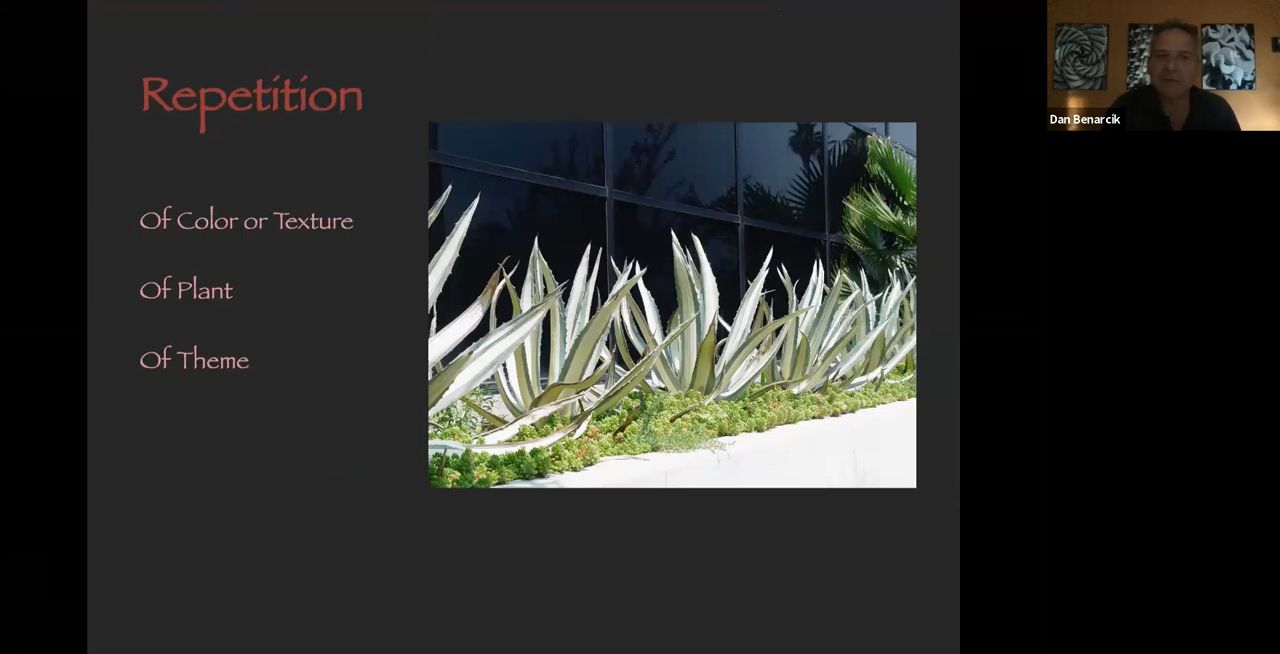 Repetition
Of Color or Texture
Of Plant
Of Theme
Dan Benarcik